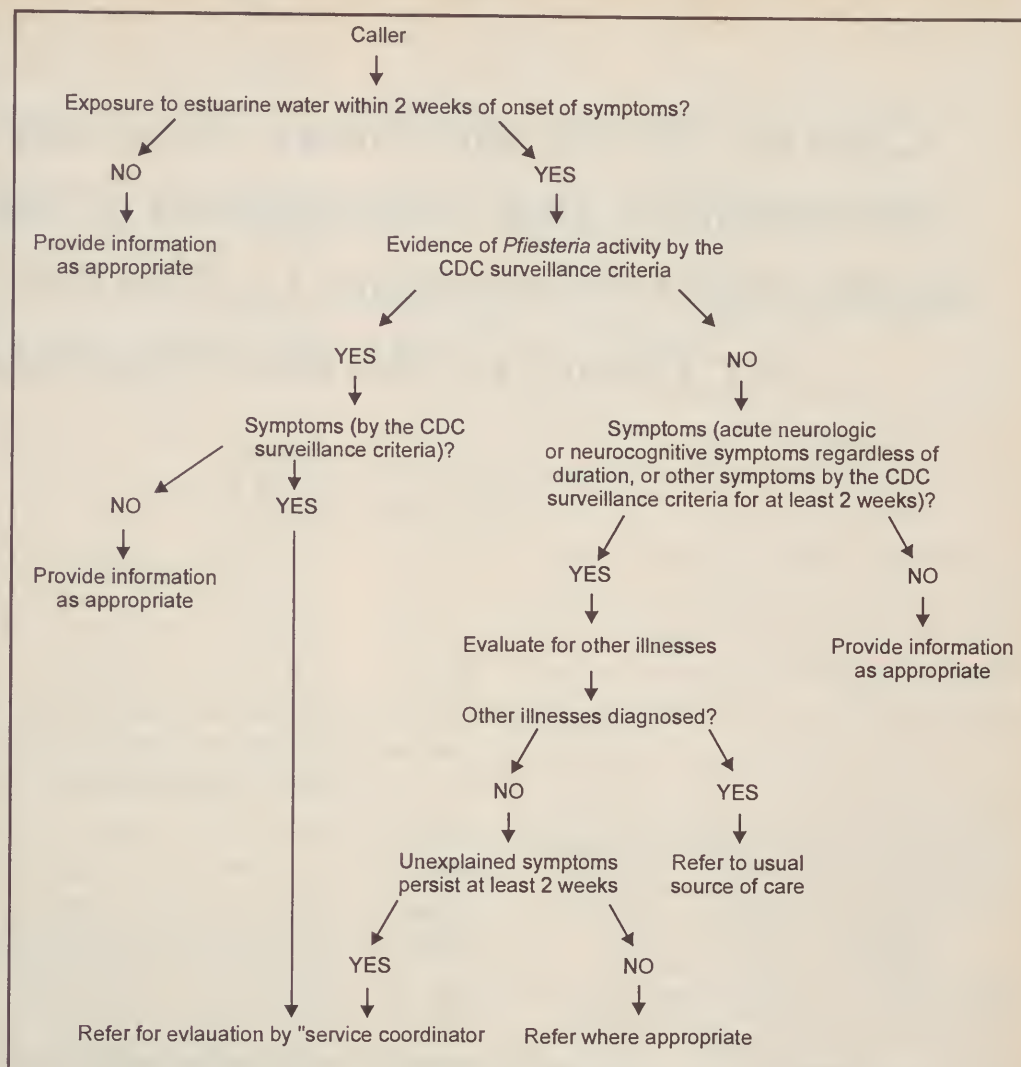 Caller
Exposure to estuarine water within 2 weeks of onset of symptoms?
NO
YES
Provide information
as appropriate
Evidence of Pfiesteria activity by the
CDC surveillance criteria
YES
NO
Symptoms (by the CDC
surveillance criteria)?
Symptoms (acute neurologic
or neurocognitive symptoms regardless of
duration, or other symptoms by the CDC
surveillance criteria for at least 2 weeks)?
NO
YES
Provide information
as appropriate
YES
NO
Evaluate for other illnesses
Provide information
as appropriate
Other illnesses diagnosed?
NO
YES
Unexplained symptoms
persist at least 2 weeks
Refer to usual
source of care
YES
NO
Refer for evlauation by "service coordinator
Refer where appropriate